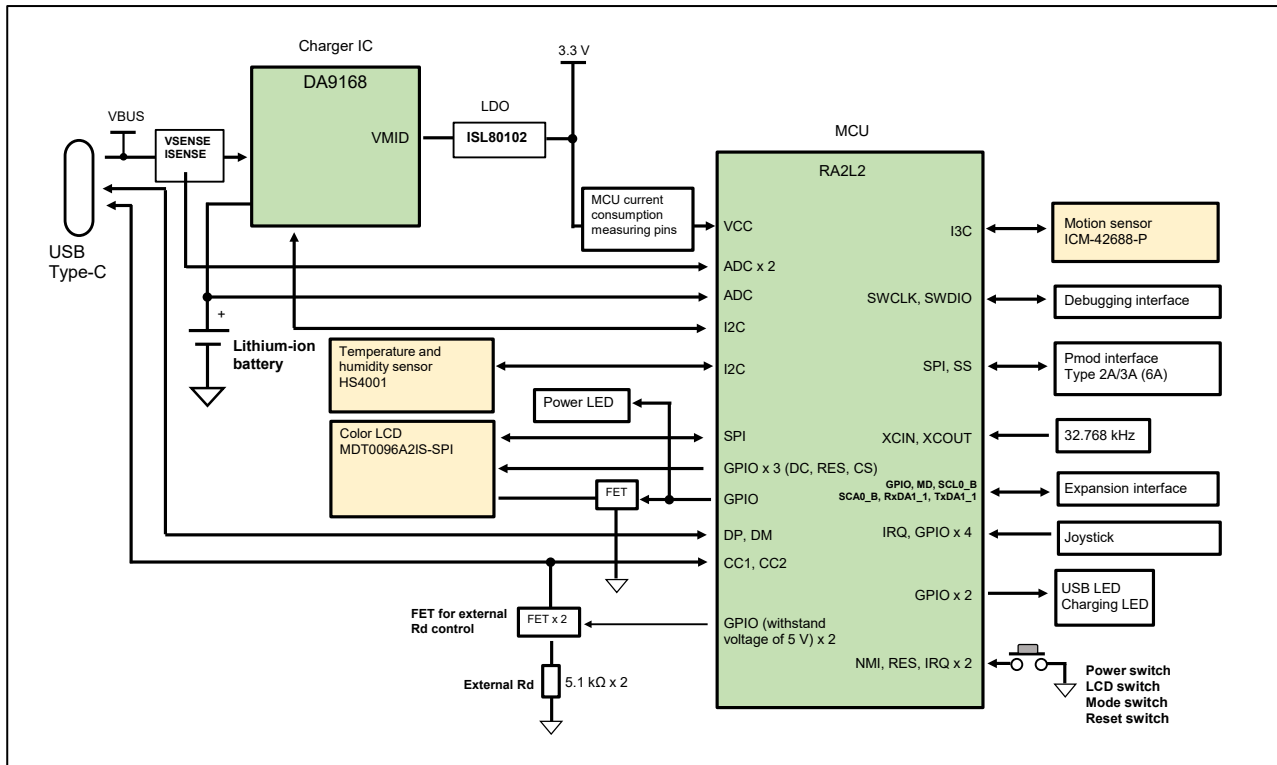 Charger IC
DA9168
VMID
3.3 V
LDO
ISL80102
VBUS
VSENSE
ISENSE
USB
Type-C
MCU
RA2L2
MCU current
consumption
measuring pins
VCC
I3C
Motion sensor
ICM-42688-P
ADC x 2
ADC
SWCLK, SWDIO
Debugging interface
+
Lithium-ion
battery
I2C
Temperature and
humidity sensor
HS4001
I2C
SPI, SS
Pmod interface
Type 2A/3A (6A)
Power LED
Color LCD
MDT0096A2IS-SPI
SPI
XCIN, XCOUT
32.768 kHz
GPIO x 3 (DC, RES, CS)
FET
GPIO
GPIO, MD, SCL0_B
SCA0_B, RxDA1_1, TxDA1_1
Expansion interface
DP, DM
IRQ, GPIO x 4
Joystick
CC1, CC2
GPIO x 2
USB LED
Charging LED
FET for external
Rd control
FET x 2
GPIO (withstand
voltage of 5 V) x 2
NMI, RES, IRQ x 2
Power switch
LCD switch
Mode switch
Reset switch
External Rd
5.1 kΩ x 2